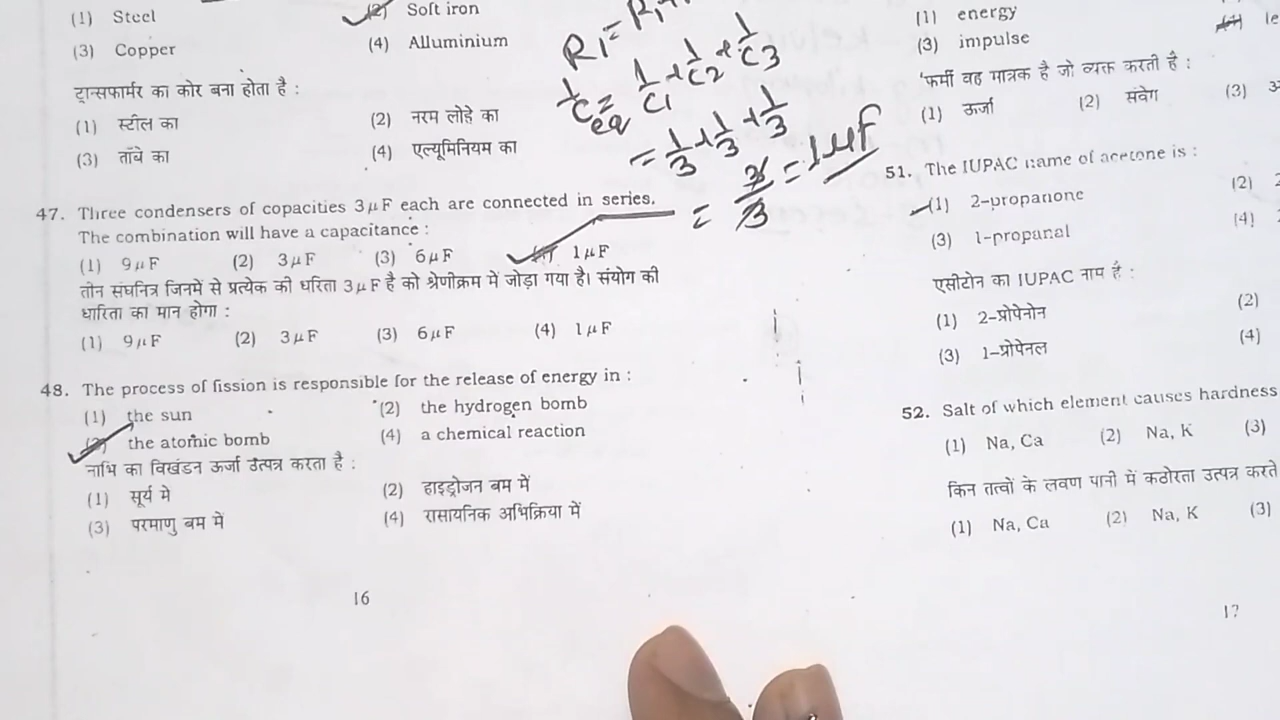 (1) Steel
(2) Soft iron
(3) Copper
(4) Alluminium
ट्रान्सफार्मर का कोर बना होता है :
(1) स्टील का
(2) नरम लोहे का
(3) ताँबे का
(4) एल्यूमिनियम का
47. Three condensers of copacities 3μF each are connected in series.
The combination will have a capacitance :
(1) 9μF
(2) 3μF
(3) 6μF
1μF
तीन संघनित्र जिनमें से प्रत्येक की धरिता 3μF है को श्रेणीक्रम में जोड़ा गया है। संयोग की
धारिता का मान होगा :
(1) 9μF
(2) 3μF
(3) 6μF
(4) 1μF
48. The process of fission is responsible for the release of energy in :
(1) the sun
(2) the hydrogen bomb
the atomic bomb
(4) a chemical reaction
नाभि का विखंडन ऊर्जा उत्पन्न करता है :
(1) सूर्य मे
(2) हाइड्रोजन बम में
(3) परमाणु बम में
(4) रासायनिक अभिक्रिया में
16
1/Ceq = 1/C1 + 1/C2 + 1/C3
= 1/3 + 1/3 + 1/3
= 3/3 = 1μF
(1) energy
(3) impulse
'फर्मी वह मात्रक है जो व्यक्त करती है :
(1) ऊर्जा
(2) संवेग
(3)
51. The IUPAC name of acetone is :
(1) 2-propanone
(2)
(3) 1-propanal
(4)
एसीटोन का IUPAC नाप है :
(1) 2-प्रोपेनोन
(2)
(3) 1-प्रोपेनल
(4)
52. Salt of which element causes hardness
(1) Na, Ca
(2) Na, K
(3)
किन तत्वों के लवण पानी में कठोरता उत्पत्र करते
(1) Na, Ca
(2) Na, K
(3)
17